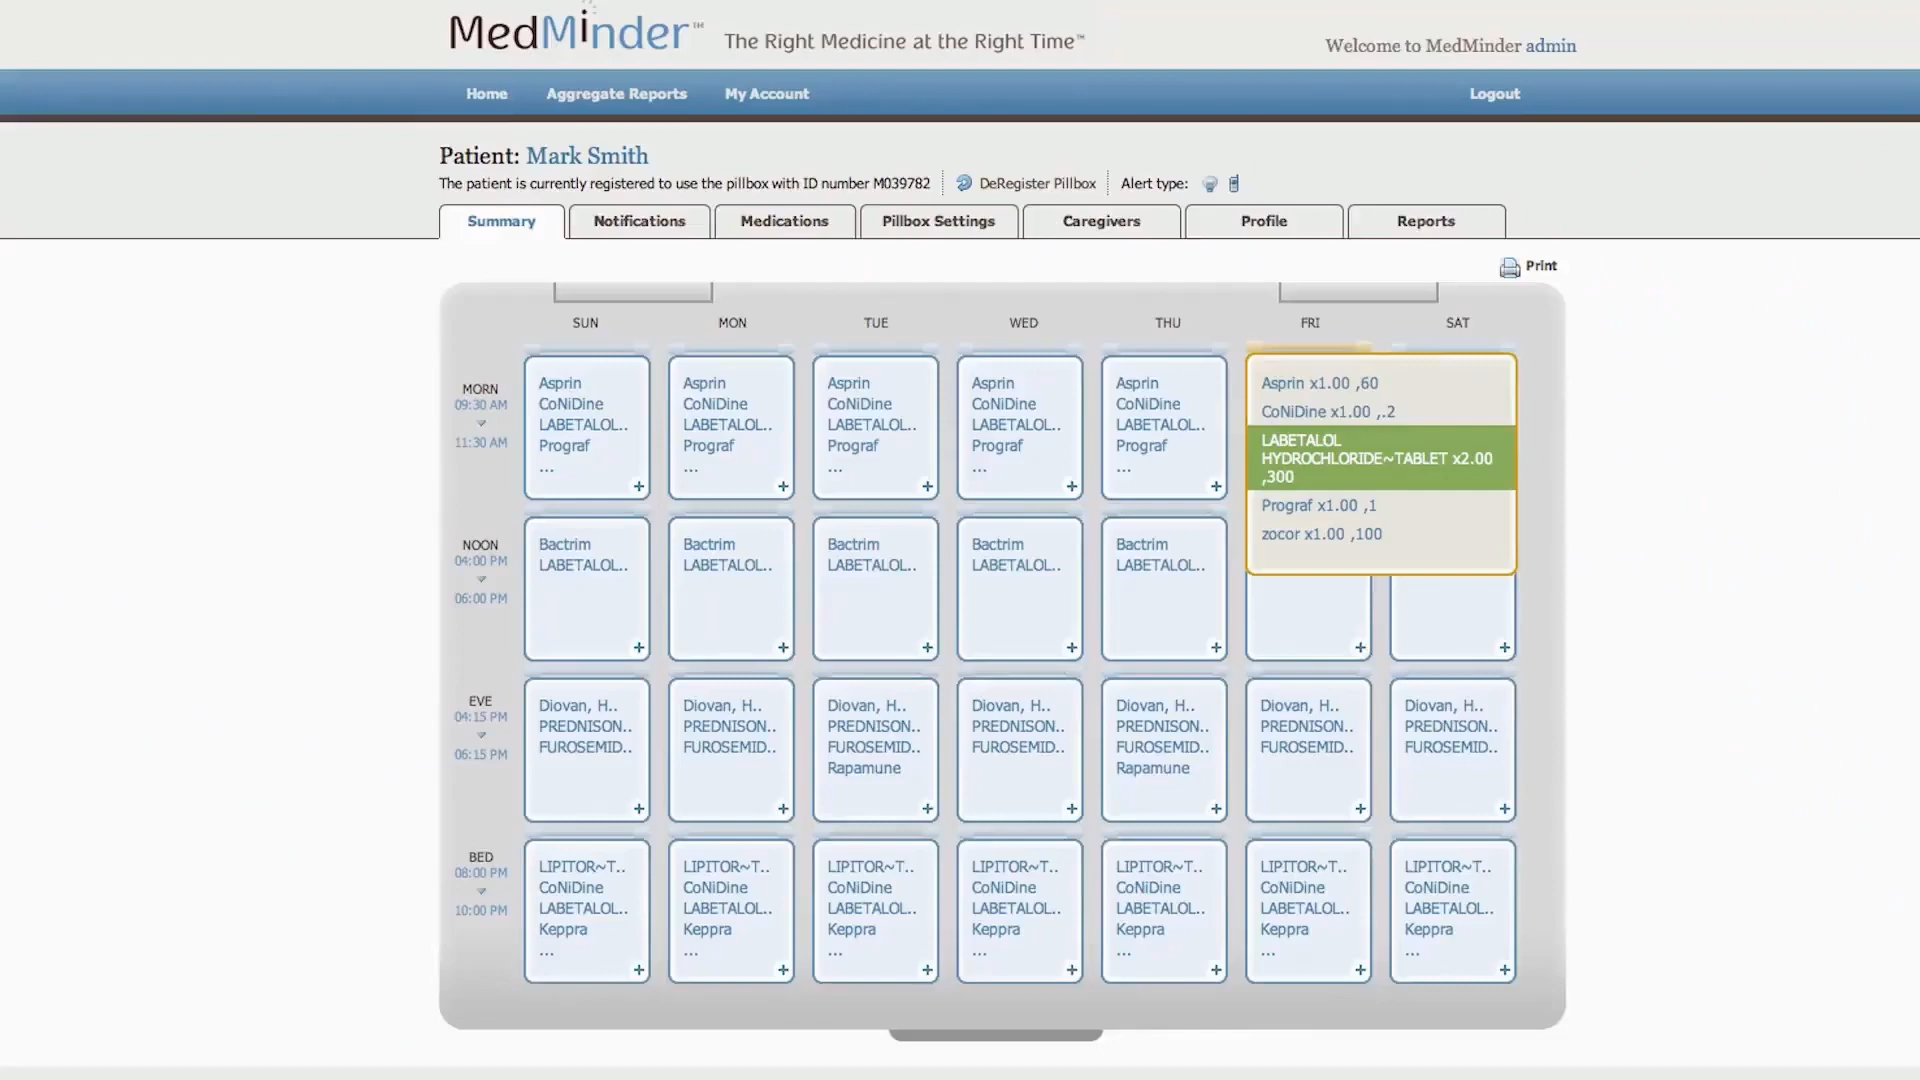 MedMinder™ The Right Medicine at the Right Time™
Welcome to MedMinder admin
Home Aggregate Reports My Account Logout
Patient: Mark Smith
The patient is currently registered to use the pillbox with ID number M039782 DeRegister Pillbox Alert type:
Summary Notifications Medications Pillbox Settings Caregivers Profile Reports
Print
SUN MON TUE WED THU FRI SAT
MORN
09:30 AM
11:30 AM
Asprin
CoNiDine
LABETALOL..
Prograf
...
+
Asprin
CoNiDine
LABETALOL..
Prograf
...
+
Asprin
CoNiDine
LABETALOL..
Prograf
...
+
Asprin
CoNiDine
LABETALOL..
Prograf
...
+
Asprin
CoNiDine
LABETALOL..
Prograf
...
+
Asprin x1.00 ,60
CoNiDine x1.00 ,.2
LABETALOL
HYDROCHLORIDE~TABLET x2.00
,300
Prograf x1.00 ,1
zocor x1.00 ,100
NOON
04:00 PM
06:00 PM
Bactrim
LABETALOL..
+
Bactrim
LABETALOL..
+
Bactrim
LABETALOL..
+
Bactrim
LABETALOL..
+
Bactrim
LABETALOL..
+
+
+
EVE
04:15 PM
06:15 PM
Diovan, H..
PREDNISON..
FUROSEMID..
+
Diovan, H..
PREDNISON..
FUROSEMID..
+
Diovan, H..
PREDNISON..
FUROSEMID..
Rapamune
+
Diovan, H..
PREDNISON..
FUROSEMID..
+
Diovan, H..
PREDNISON..
FUROSEMID..
Rapamune
+
Diovan, H..
PREDNISON..
FUROSEMID..
+
Diovan, H..
PREDNISON..
FUROSEMID..
+
BED
08:00 PM
10:00 PM
LIPITOR~T..
CoNiDine
LABETALOL..
Keppra
...
+
LIPITOR~T..
CoNiDine
LABETALOL..
Keppra
...
+
LIPITOR~T..
CoNiDine
LABETALOL..
Keppra
...
+
LIPITOR~T..
CoNiDine
LABETALOL..
Keppra
...
+
LIPITOR~T..
CoNiDine
LABETALOL..
Keppra
...
+
LIPITOR~T..
CoNiDine
LABETALOL..
Keppra
...
+
LIPITOR~T..
CoNiDine
LABETALOL..
Keppra
...
+